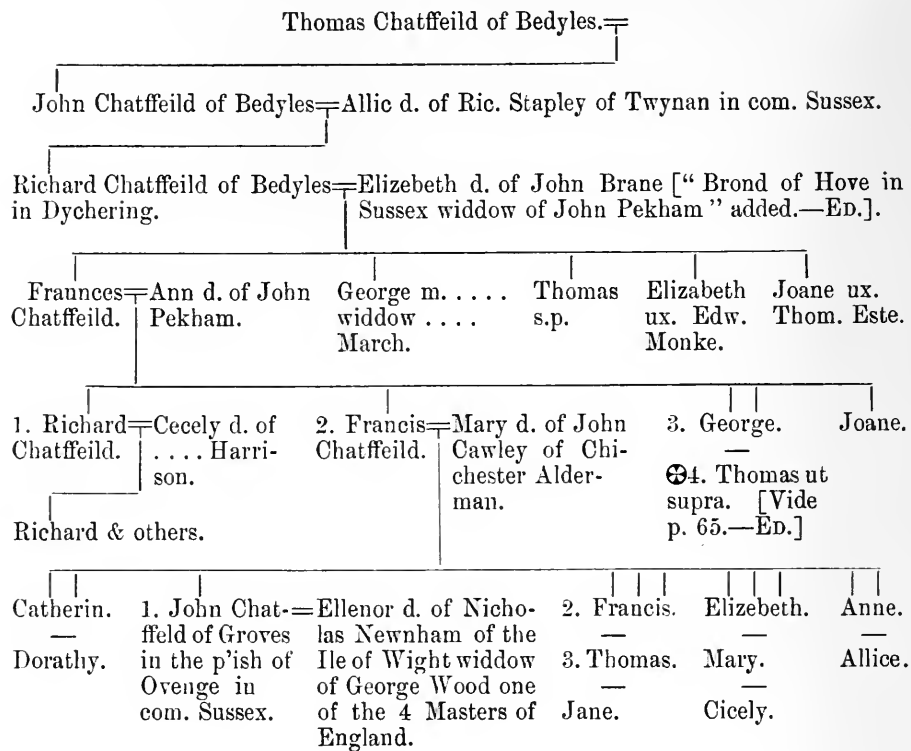 Thomas Chatffeild of Bedyles.
John Chatffeild of Bedyles=Allic d. of Ric. Stapley of Twynan in com. Sussex.
Richard Chatffeild of Bedyles=Elizebeth d. of John Brane [“ Brond of Hove in
in Dychering.
Sussex widdow of John Pekham ” added.—ED.].
Fraunces=Ann d. of John
Chatffeild. Pekham.
George m. . . . . .
widdow . . . .
March.
Thomas
s.p.
Elizabeth
ux. Edw.
Monke.
Joane ux.
Thom. Este.
1. Richard=Cecely d. of
Chatffeild. . . . . Harri-
son.
2. Francis=Mary d. of John
Chatffeild. Cawley of Chi-
chester Alder-
man.
3. George.
—
✠4. Thomas ut
supra. [Vide
p. 65.—ED.]
Joane.
Richard & others.
Catherin.
—
Dorathy.
1. John Chat-=Ellenor d. of Nicho-
ffeld of Groves las Newnham of the
in the p'ish of Ile of Wight widdow
Ovenge in of George Wood one
com. Sussex. of the 4 Masters of
England.
2. Francis.
—
3. Thomas.
—
Jane.
Elizebeth.
—
Mary.
—
Cicely.
Anne.
—
Allice.